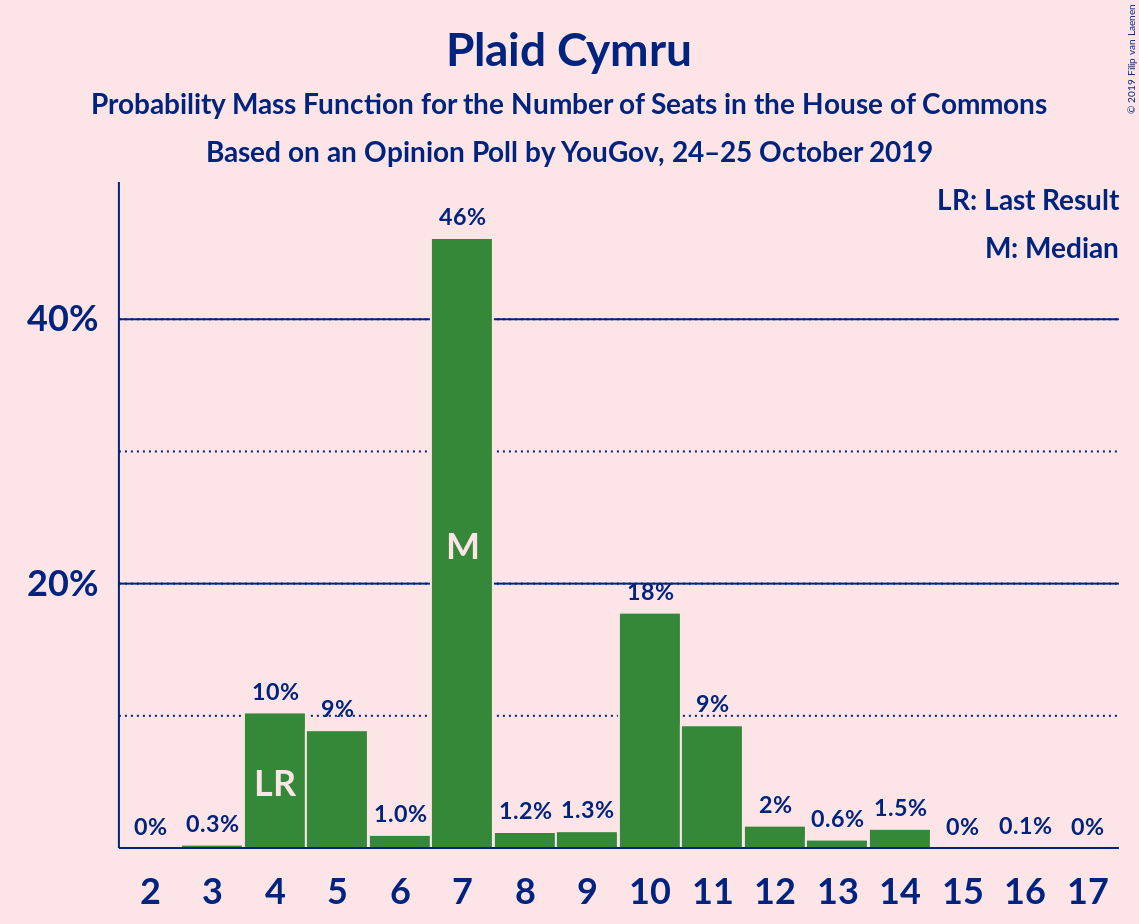 Plaid Cymru
Probability Mass Function for the Number of Seats in the House of Commons
Based on an Opinion Poll by YouGov, 24–25 October 2019
© 2019 Filip van Laenen
LR: Last Result
M: Median
46%
40%
M
20%
18%
10%
9%
9%
LR
0%
0.3%
1.0%
1.2%
1.3%
2%
0.6%
1.5%
0%
0.1%
0%
2 3 4 5 6 7 8 9 10 11 12 13 14 15 16 17